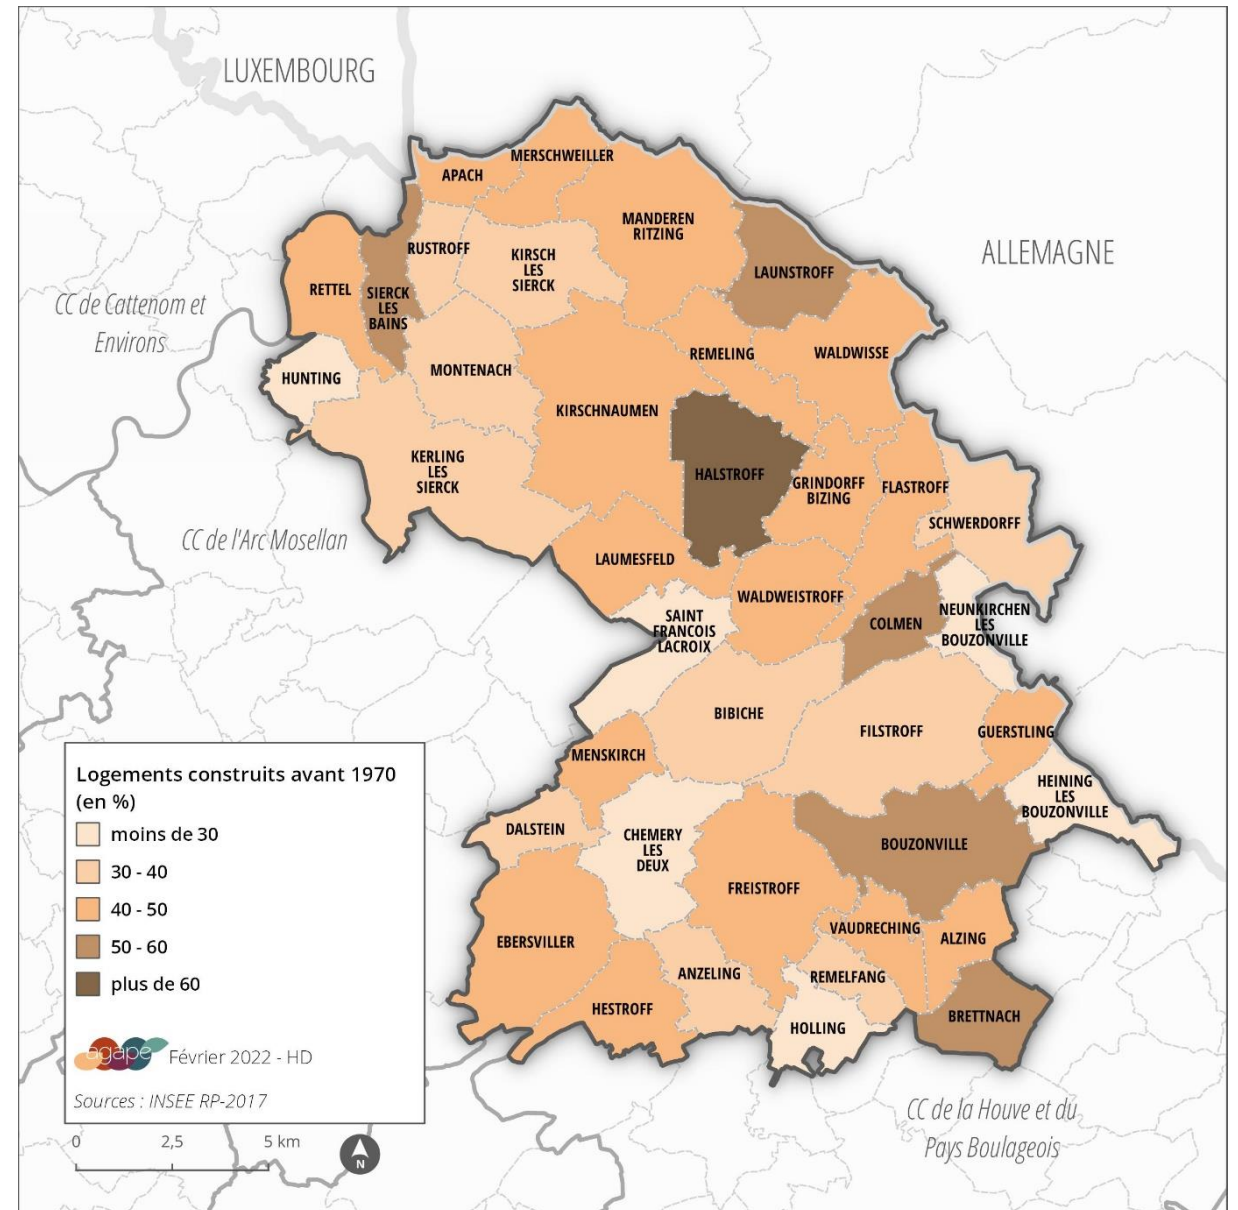 LUXEMBOURG
ALLEMAGNE
MERSCHWEILLER
APACH
MANDEREN
RITZING
RUSTROFF
KIRSCH
LES
SIERCK
LAUNSTROFF
RETTEL
SIERCK
LES
BAINS
CC de Cattenom et
Environs
REMELING
WALDWISSE
HUNTING
MONTENACH
KIRSCHNAUMEN
KERLING
LES
SIERCK
HALSTROFF
GRINDORFF
BIZING
FLASTROFF
SCHWERDORFF
CC de l'Arc Mosellan
LAUMESFELD
WALDWEISTROFF
SAINT
FRANCOIS
LACROIX
COLMEN
NEUNKIRCHEN
LES
BOUZONVILLE
BIBICHE
FILSTROFF
GUERSTLING
MENSKIRCH
HEINING
LES
BOUZONVILLE
DALSTEIN
CHEMERY
LES
DEUX
BOUZONVILLE
FREISTROFF
VAUDRECHING
ALZING
EBERSVILLER
ANZELING
REMELFANG
HESTROFF
HOLLING
BRETTNACH
CC de la Houve et du
Pays Boulageois
Logements construits avant 1970
(en %)
moins de 30
30 - 40
40 - 50
50 - 60
plus de 60
agape
Février 2022 - HD
Sources : INSEE RP-2017
0 2,5 5 km
N